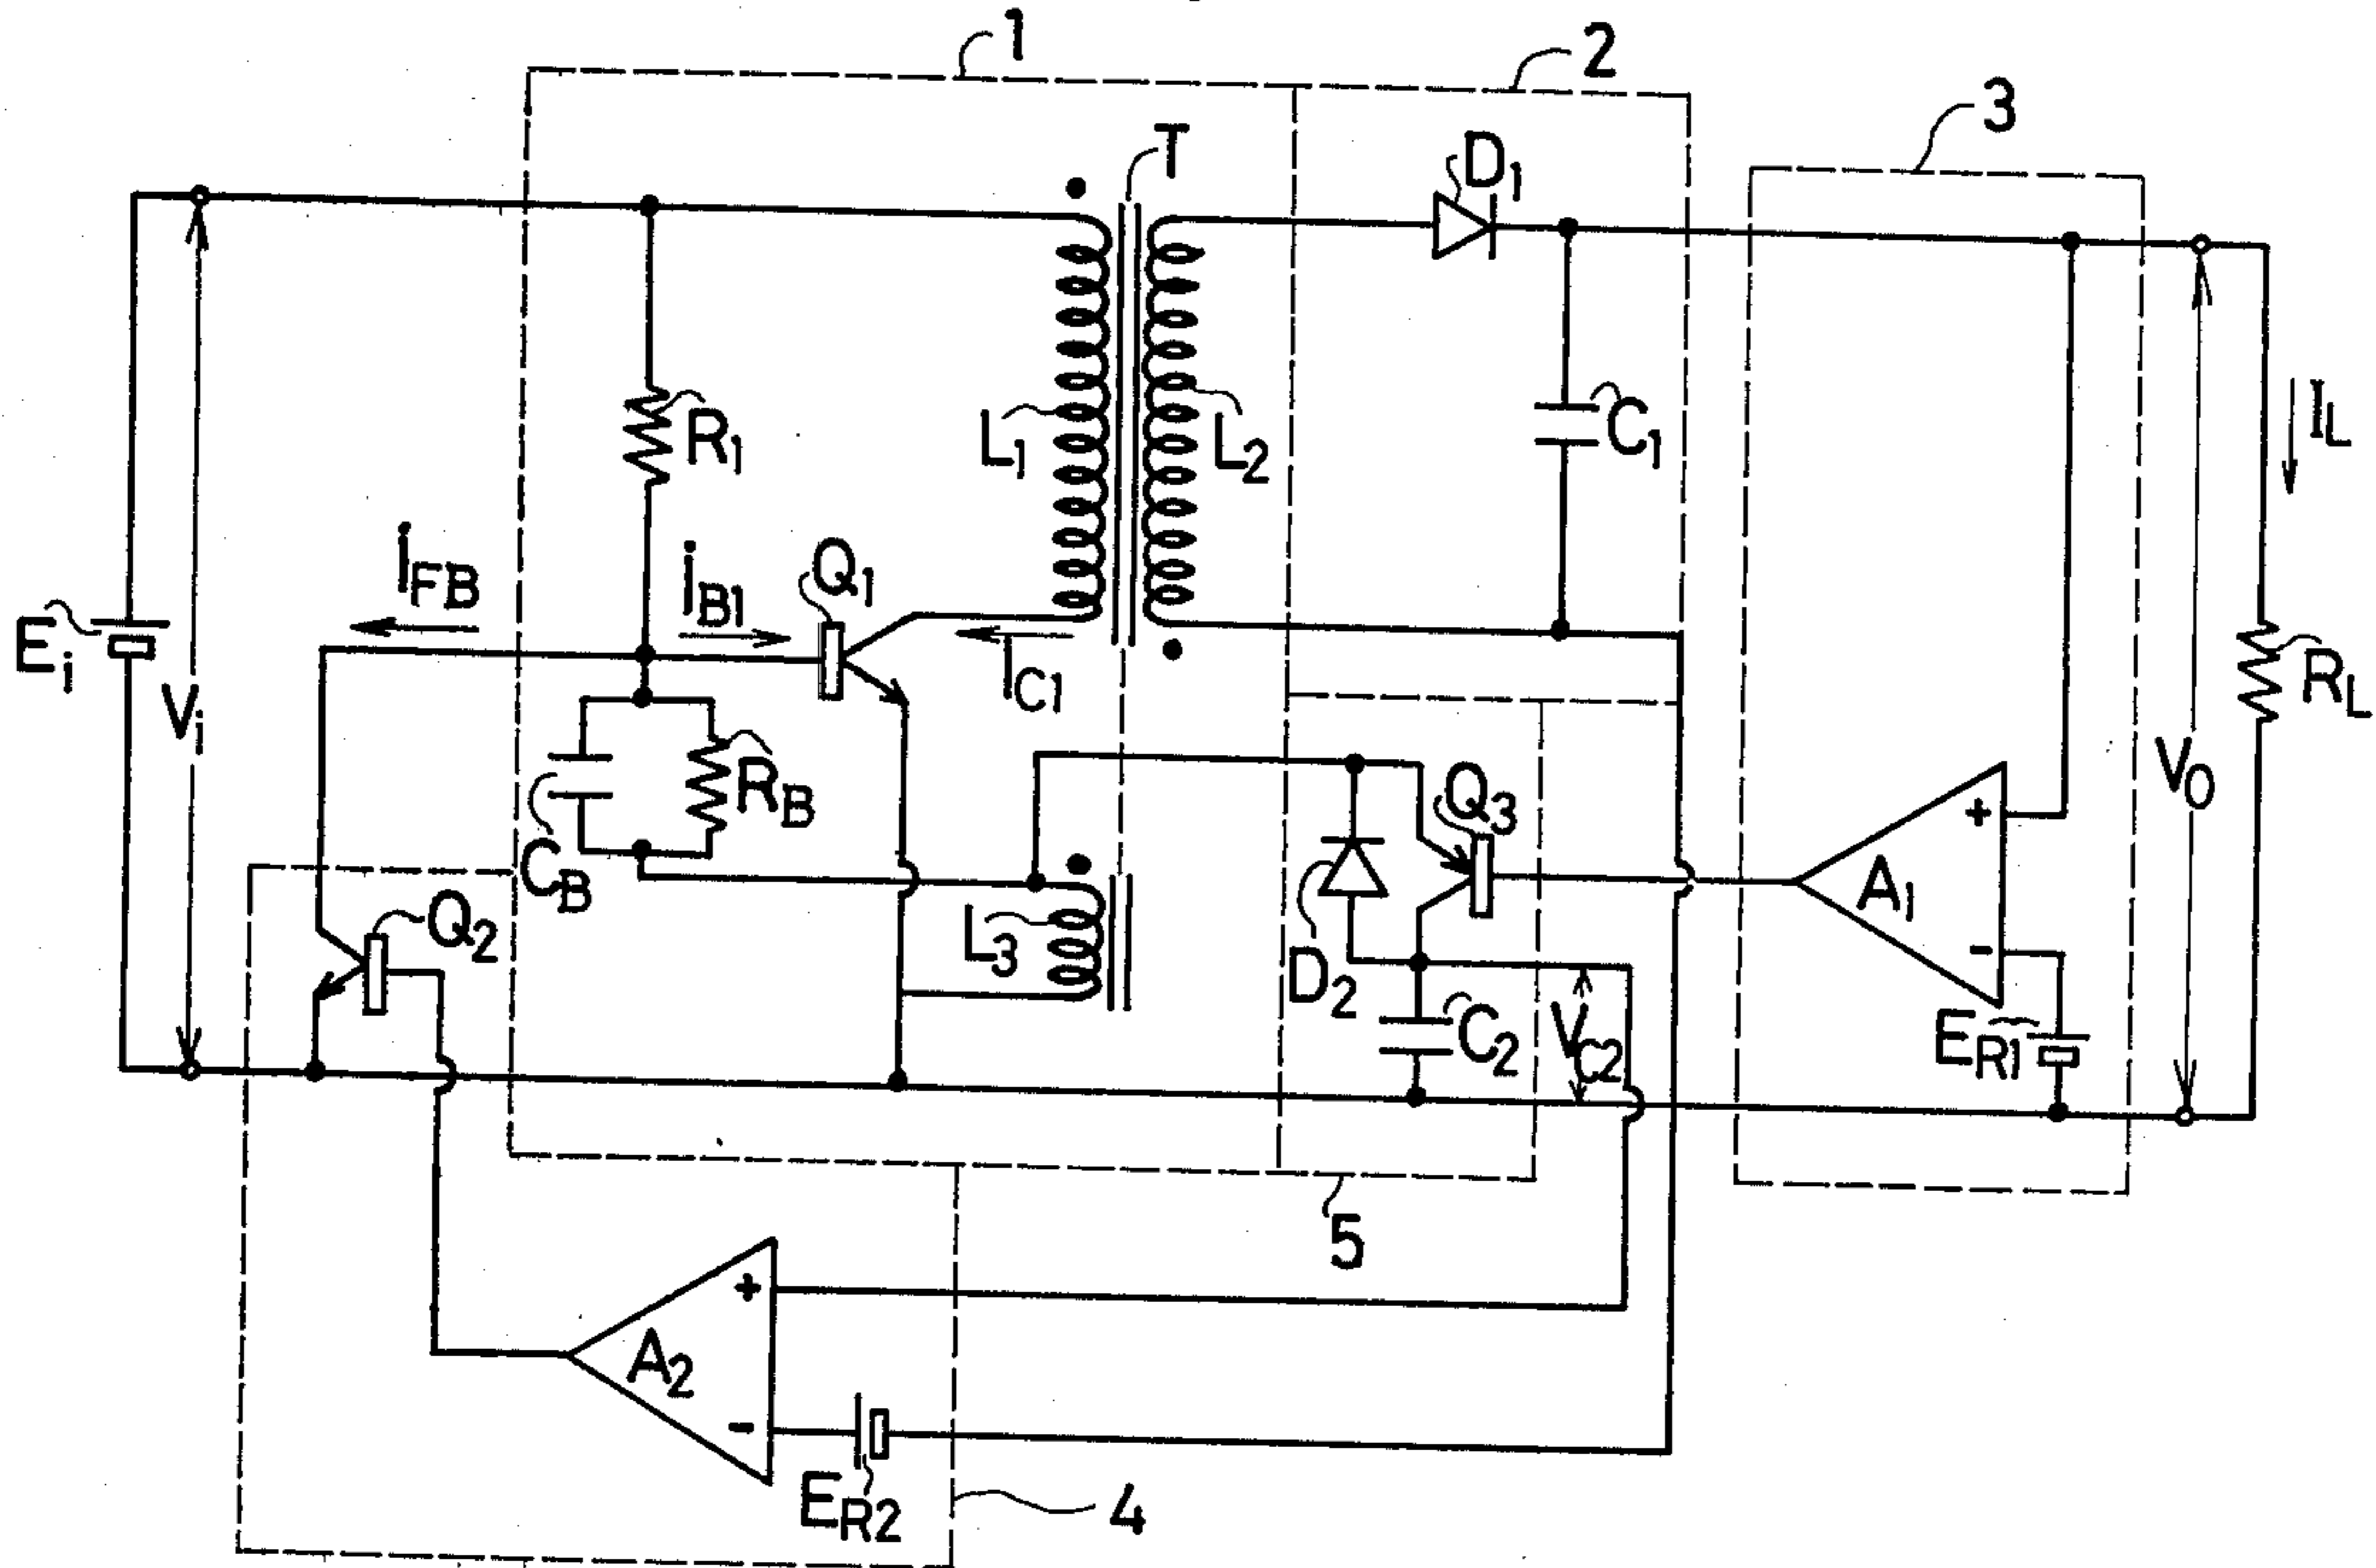 1
2
3
T
D1
R1
L1
L2
C1
IL
iFB
iB1
Q1
Ei
Vi
IC1
RL
RB
CB
Q3
VO
+
A1
-
Q2
L3
D2
C2
VC2
ER1
5
+
A2
-
ER2
4